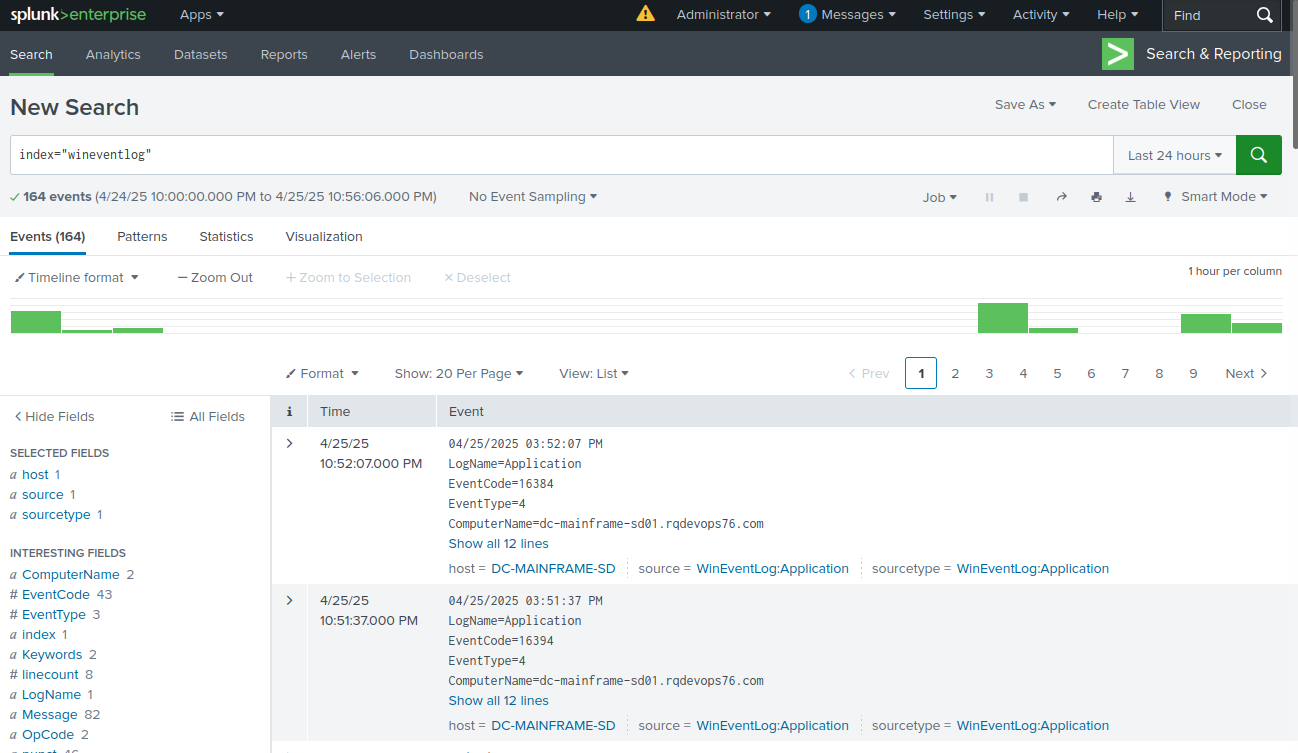 splunk>enterprise Apps Administrator 1 Messages Settings Activity Help Find
Search Analytics Datasets Reports Alerts Dashboards Search & Reporting
New Search Save As Create Table View Close
index="wineventlog" Last 24 hours
164 events (4/24/25 10:00:00.000 PM to 4/25/25 10:56:06.000 PM) No Event Sampling Job Smart Mode
Events (164) Patterns Statistics Visualization
Timeline format — Zoom Out + Zoom to Selection × Deselect 1 hour per column
Format Show: 20 Per Page View: List < Prev 1 2 3 4 5 6 7 8 9 Next >
< Hide Fields All Fields
SELECTED FIELDS
a host 1
a source 1
a sourcetype 1
INTERESTING FIELDS
a ComputerName 2
# EventCode 43
# EventType 3
a index 1
a Keywords 2
# linecount 8
a LogName 1
a Message 82
a OpCode 2
i Time Event
> 4/25/25
10:52:07.000 PM
04/25/2025 03:52:07 PM
LogName=Application
EventCode=16384
EventType=4
ComputerName=dc-mainframe-sd01.rqdevops76.com
Show all 12 lines
host = DC-MAINFRAME-SD source = WinEventLog:Application sourcetype = WinEventLog:Application
> 4/25/25
10:51:37.000 PM
04/25/2025 03:51:37 PM
LogName=Application
EventCode=16394
EventType=4
ComputerName=dc-mainframe-sd01.rqdevops76.com
Show all 12 lines
host = DC-MAINFRAME-SD source = WinEventLog:Application sourcetype = WinEventLog:Application